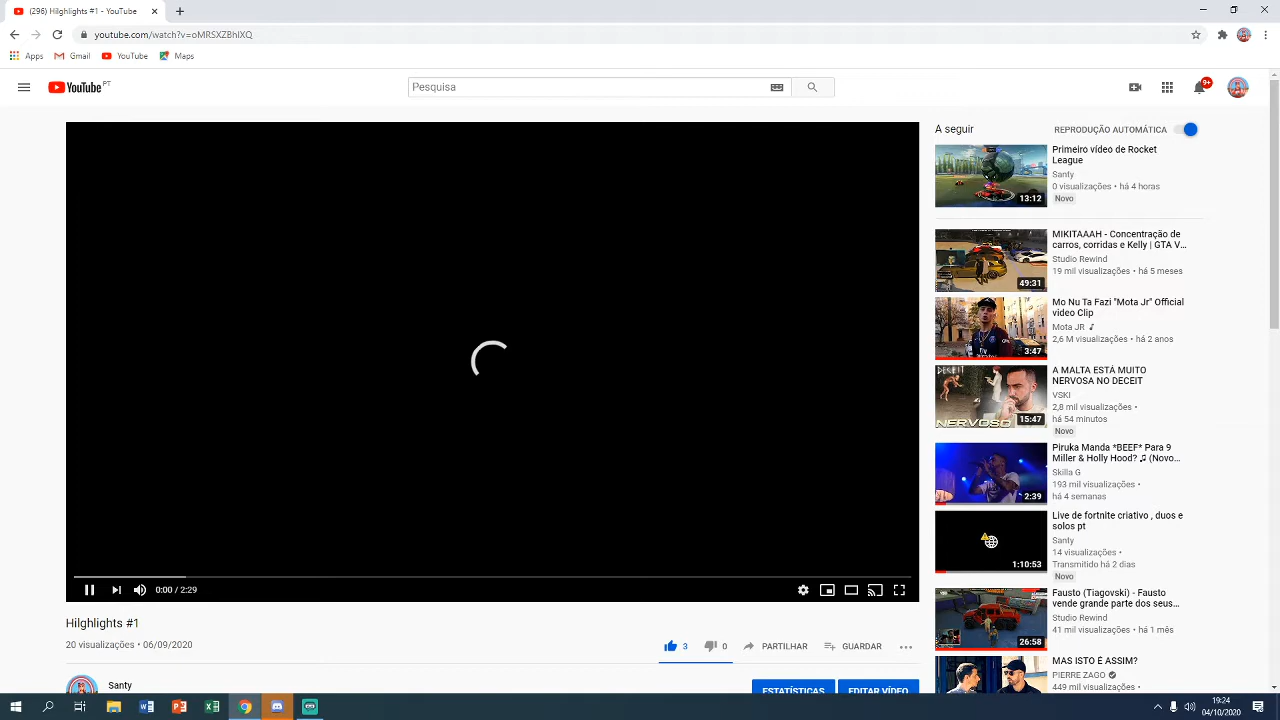 (296) Hilghlights #1 - YouTube
youtube.com/watch?v=oMRSXZBhlXQ
Apps Gmail YouTube Maps
YouTube PT
Pesquisa
9+
0:00 / 2:29
Hilghlights #1
20 visualizações • 06/09/2020
3 0 PARTILHAR GUARDAR
Santy
ESTATÍSTICAS EDITAR VÍDEO
A seguir
REPRODUÇÃO AUTOMÁTICA
13:12
Primeiro vídeo de Rocket
League
Santy
0 visualizações • há 4 horas
Novo
49:31
MIKITAAAH - Concentração de
carros, corridas e Kelly | GTA V...
Studio Rewind
19 mil visualizações • há 5 meses
3:47
Mo Nu Ta Fazi "Mota Jr" Official
video Clip
Mota JR
2,6 M visualizações • há 2 anos
DECEIT
NERVOSO
15:47
A MALTA ESTÁ MUITO
NERVOSA NO DECEIT
VSKI
2,8 mil visualizações •
há 54 minutos
Novo
2:39
Piruka Manda *BEEF* Para 9
Miller & Holly Hood? ♫ (Novo...
Skilla G
193 mil visualizações •
há 4 semanas
1:10:53
Live de fortnite criativo , duos e
solos pt
Santy
14 visualizações •
Transmitido há 2 dias
Novo
26:58
Fausto (Tiagovski) - Fausto
vende grande parte dos seus...
Studio Rewind
41 mil visualizações • há 1 mês
MAS ISTO É ASSIM?
PIERRE ZAGO
449 mil visualizações •
19:24
04/10/2020